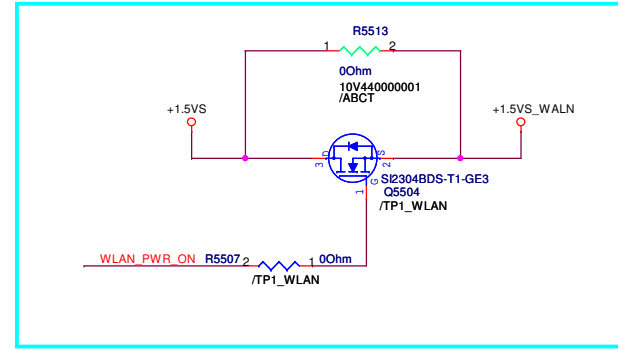 R5513
1 2
0Ohm
10V440000001
/ABCT
+1.5VS
+1.5VS_WALN
D S
3 2
G
SI2304BDS-T1-GE3
1
Q5504
/TP1_WLAN
WLAN_PWR_ON R5507 2 1 0Ohm
/TP1_WLAN